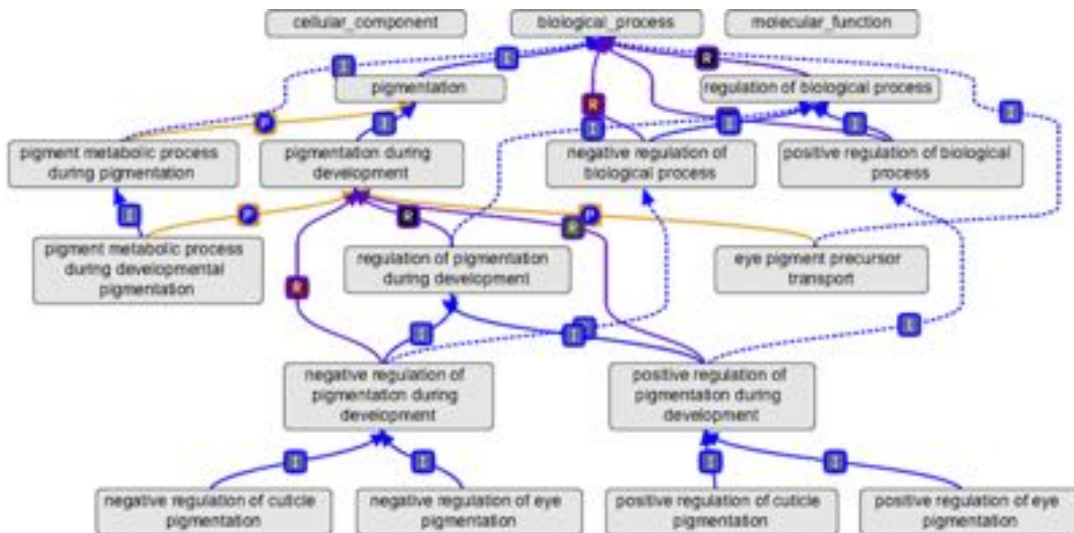 cellular_component
biological_process
molecular_function
I
I
R
pigmentation
regulation of biological process
R
I
P
I
I
I
I
pigment metabolic process
during pigmentation
pigmentation during
development
negative regulation of
biological process
positive regulation of biological
process
I
P
R
R
P
pigment metabolic process
during developmental
pigmentation
regulation of pigmentation
during development
eye pigment precursor
transport
R
I
I
I
I
negative regulation of
pigmentation during
development
positive regulation of
pigmentation during
development
I
I
I
I
negative regulation of cuticle
pigmentation
negative regulation of eye
pigmentation
positive regulation of cuticle
pigmentation
positive regulation of eye
pigmentation